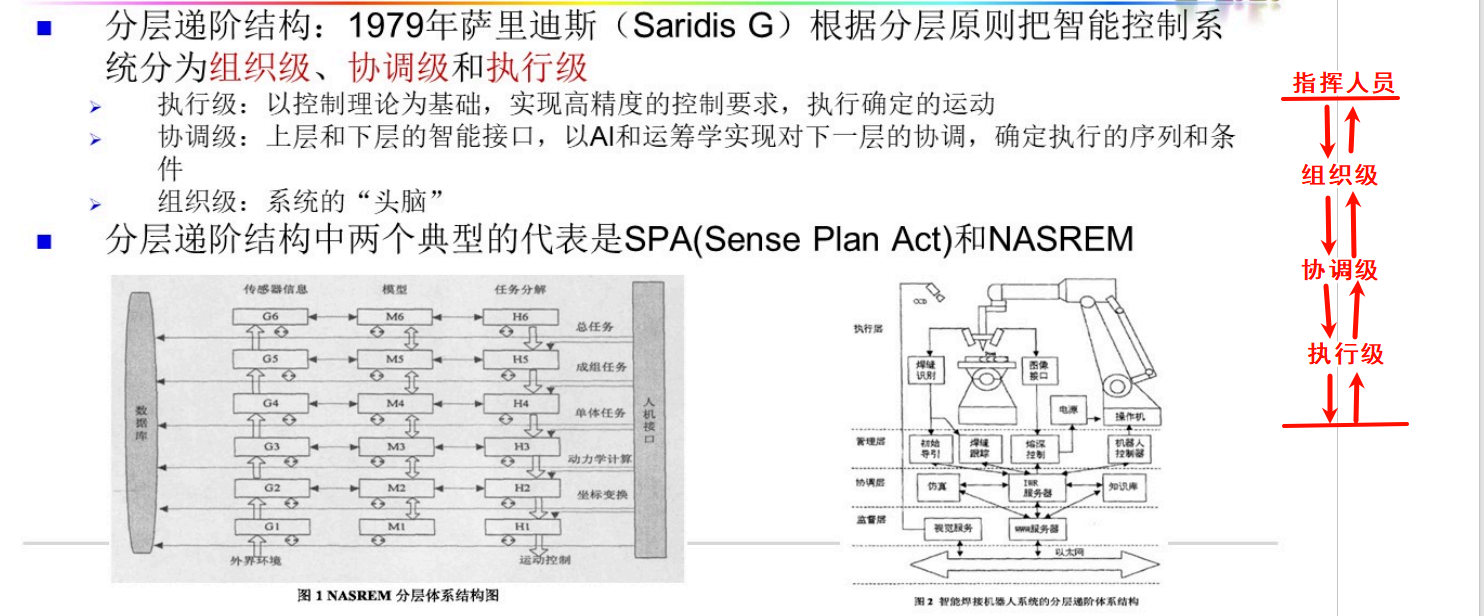 分层递阶结构：1979年萨里迪斯（Saridis G）根据分层原则把智能控制系
统分为组织级、协调级和执行级
执行级：以控制理论为基础，实现高精度的控制要求，执行确定的运动
协调级：上层和下层的智能接口，以AI和运筹学实现对下一层的协调，确定执行的序列和条
件
组织级：系统的“头脑”
分层递阶结构中两个典型的代表是SPA(Sense Plan Act)和NASREM
传感器信息 模型 任务分解
G6 M6 H6
总任务
G5 M5 H5
成组任务
G4 M4 H4
单体任务
G3 M3 H3
动力学计算
G2 M2 H2
坐标变换
G1 M1 H1
外界环境 运动控制
数据库
人机接口
图 1 NASREM 分层体系结构图
CCD
执行层
焊缝
识别
图像
接口
电源
操作机
管理层
初始
导引
焊缝
跟踪
熔深
控制
机器人
控制器
协调层
仿真
IWR
服务器
知识库
监督层
视觉服务
WWW服务器
以太网
图 2 智能焊接机器人系统的分层递阶体系结构
指挥人员
组织级
协调级
执行级